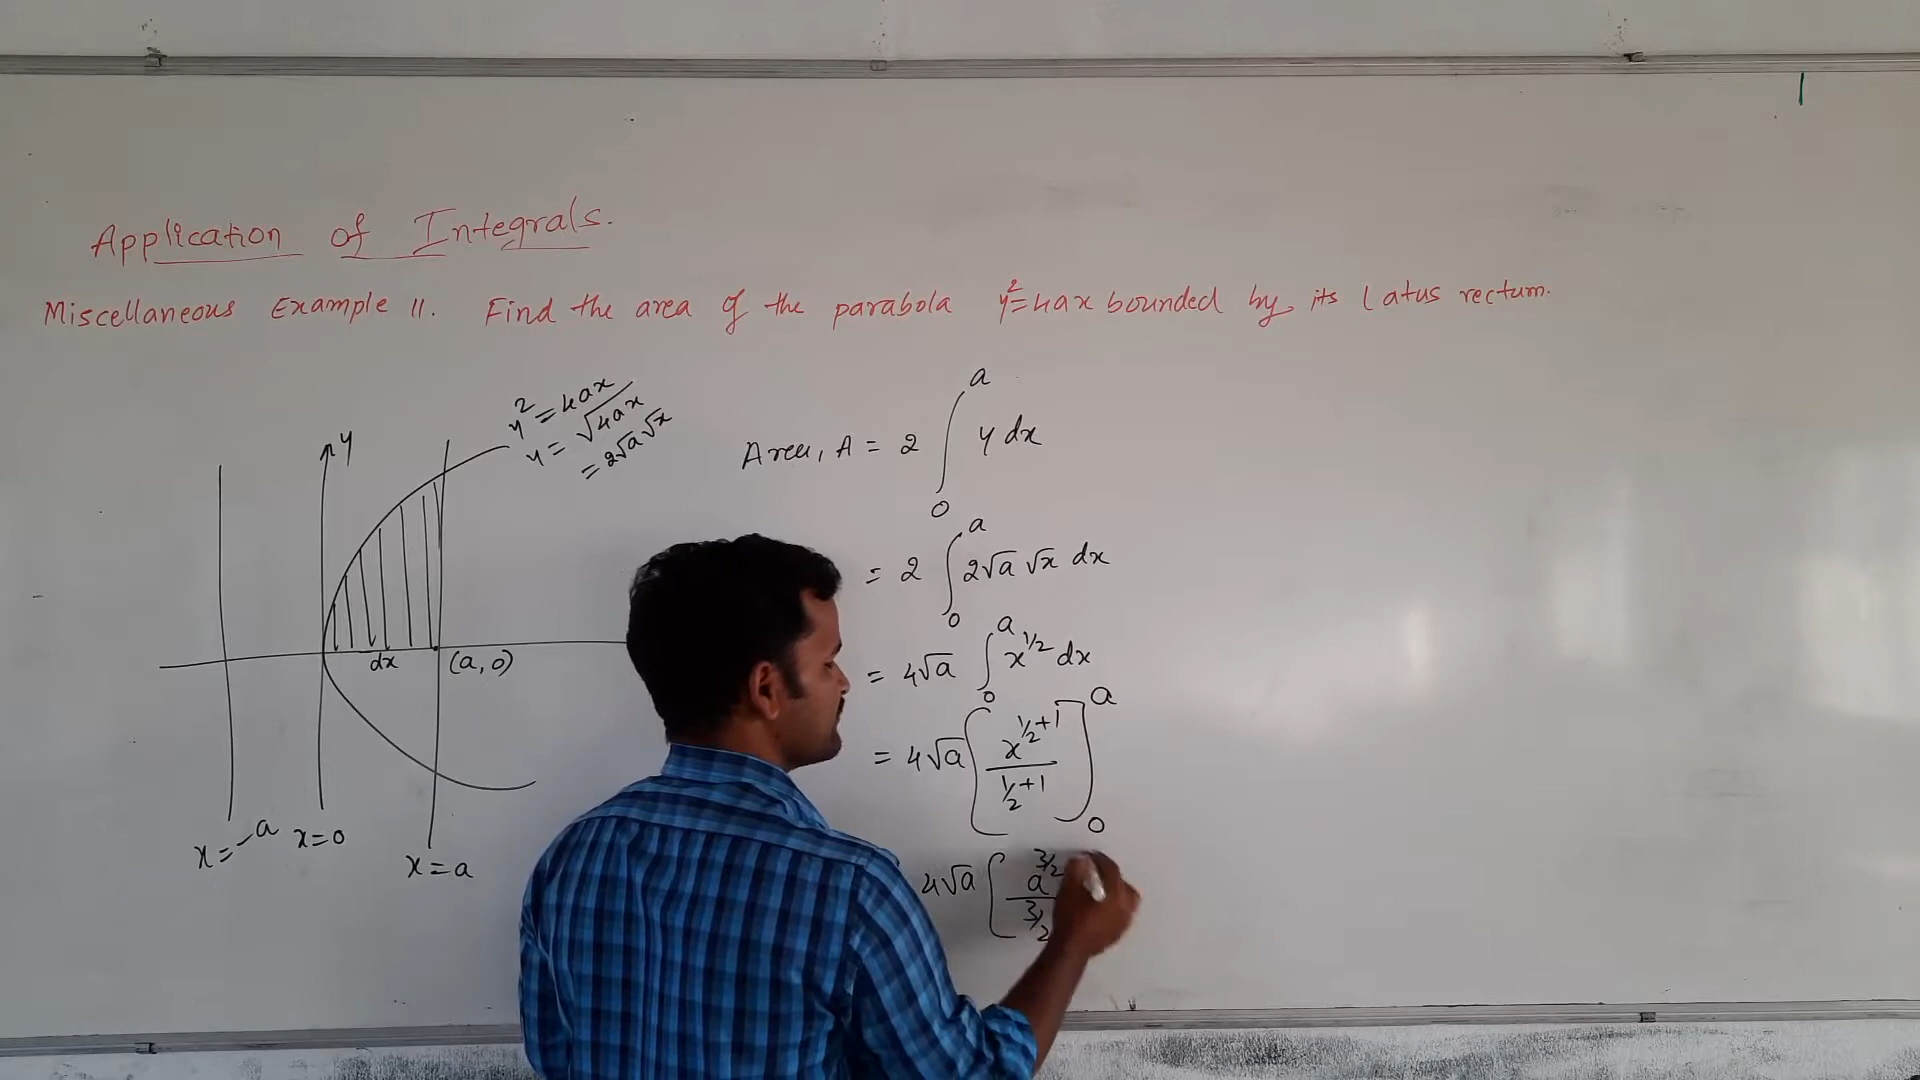 Application of Integrals.
Miscellaneous Example 11. Find the area of the parabola y²=4ax bounded by its Latus rectum.
y² = 4ax
y = √4ax
= 2√a√x
y
dx
(a, 0)
x = -a
x = 0
x = a
Area, A = 2 ∫₀ᵃ y dx
= 2 ∫₀ᵃ 2√a √x dx
= 4√a ∫₀ᵃ x^1/2 dx
= 4√a [x^(1/2+1) / (1/2+1)]₀ᵃ
4√a [a^3/2 / 3/2